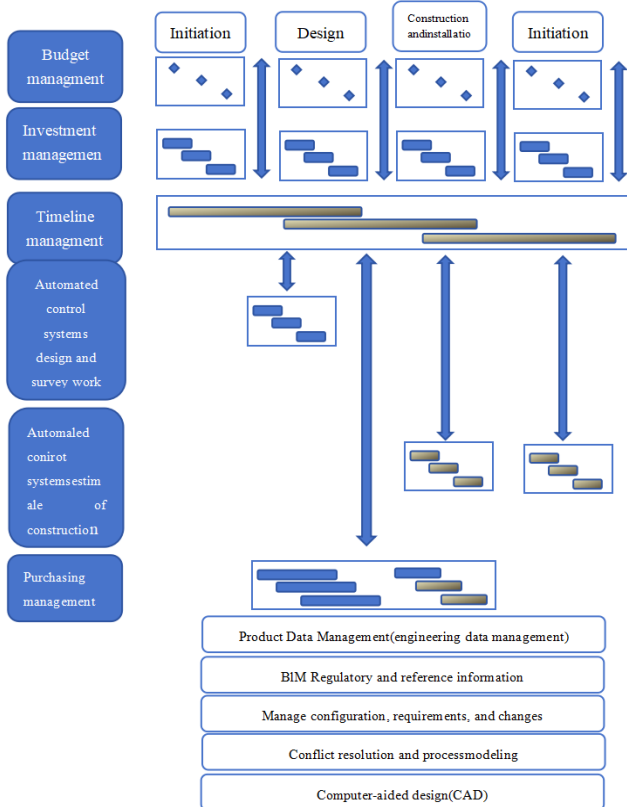 Initiation
Design
Construction
andinstallatio
Initiation
Budget
managment
Investment
managemen
Timeline
managment
Automated
control
systems
design and
survey work
Automaled
conirot
systemsestim
ale of
construction
Purchasing
management
Product Data Management(engineering data management)
BlM Regulatory and reference information
Manage configuration, requirements, and changes
Conflict resolution and processmodeling
Computer-aided design(CAD)